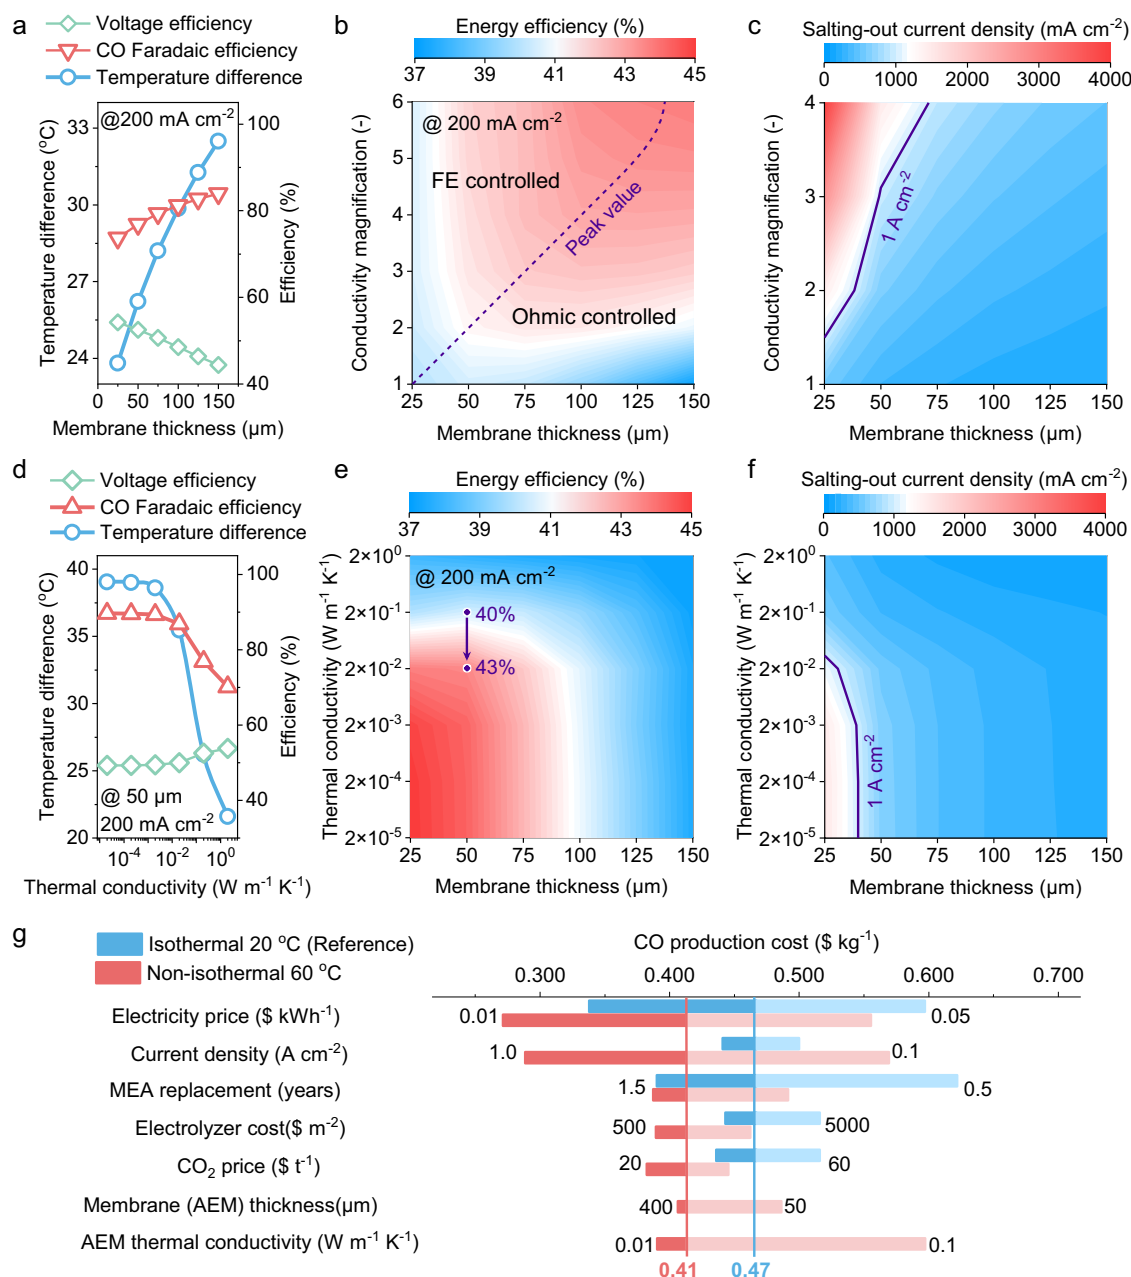 a
Voltage efficiency
CO Faradaic efficiency
Temperature difference
@200 mA cm⁻²
Temperature difference (°C)
33
30
27
24
Efficiency (%)
100
80
60
40
0 50 100 150
Membrane thickness (µm)
b
Energy efficiency (%)
37 39 41 43 45
@ 200 mA cm⁻²
FE controlled
Peak value
Ohmic controlled
Conductivity magnification (-)
6
5
4
3
2
1
25 50 75 100 125 150
Membrane thickness (µm)
c
Salting-out current density (mA cm⁻²)
0 1000 2000 3000 4000
1 A cm⁻²
Conductivity magnification (-)
4
3
2
1
25 50 75 100 125 150
Membrane thickness (µm)
d
Voltage efficiency
CO Faradaic efficiency
Temperature difference
Temperature difference (°C)
40
35
30
25
20
Efficiency (%)
100
80
60
40
@ 50 µm
200 mA cm⁻²
10⁻⁴ 10⁻² 10⁰
Thermal conductivity (W m⁻¹ K⁻¹)
e
Energy efficiency (%)
37 39 41 43 45
@ 200 mA cm⁻²
40%
43%
Thermal conductivity (W m⁻¹ K⁻¹)
2×10⁰
2×10⁻¹
2×10⁻²
2×10⁻³
2×10⁻⁴
2×10⁻⁵
25 50 75 100 125 150
Membrane thickness (µm)
f
Salting-out current density (mA cm⁻²)
0 1000 2000 3000 4000
1 A cm⁻²
Thermal conductivity (W m⁻¹ K⁻¹)
2×10⁰
2×10⁻¹
2×10⁻²
2×10⁻³
2×10⁻⁴
2×10⁻⁵
25 50 75 100 125 150
Membrane thickness (µm)
g
Isothermal 20 °C (Reference)
Non-isothermal 60 °C
CO production cost ($ kg⁻¹)
0.300 0.400 0.500 0.600 0.700
Electricity price ($ kWh⁻¹) 0.01 0.05
Current density (A cm⁻²) 1.0 0.1
MEA replacement (years) 1.5 0.5
Electrolyzer cost($ m⁻²) 500 5000
CO₂ price ($ t⁻¹) 20 60
Membrane (AEM) thickness(µm) 400 50
AEM thermal conductivity (W m⁻¹ K⁻¹) 0.01 0.1
0.41 0.47